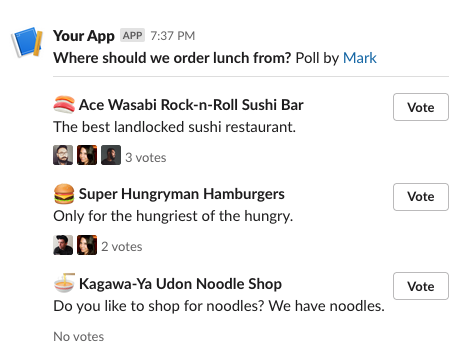 Your App APP 7:37 PM
Where should we order lunch from? Poll by Mark
Ace Wasabi Rock-n-Roll Sushi Bar
Vote
The best landlocked sushi restaurant.
3 votes
Super Hungryman Hamburgers
Vote
Only for the hungriest of the hungry.
2 votes
Kagawa-Ya Udon Noodle Shop
Vote
Do you like to shop for noodles? We have noodles.
No votes